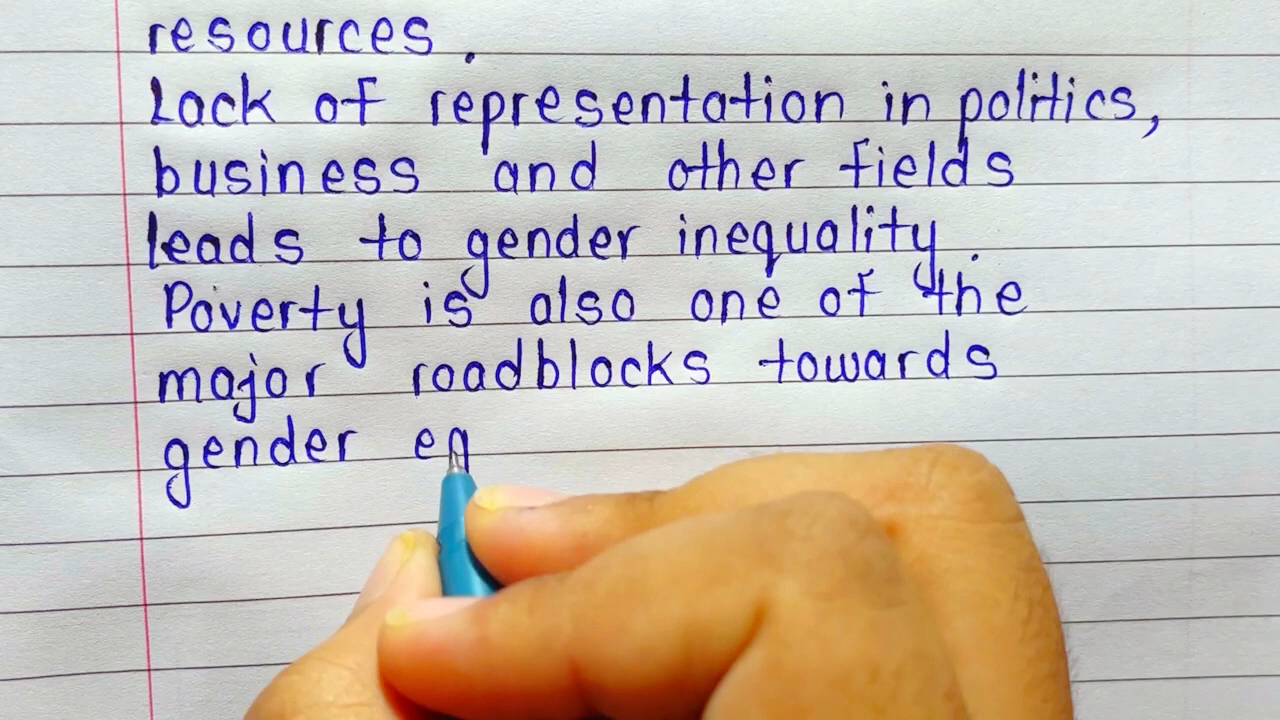 resources.
Lack of representation in politics,
business and other fields
leads to gender inequality.
Poverty is also one of the
major roadblocks towards
gender eq